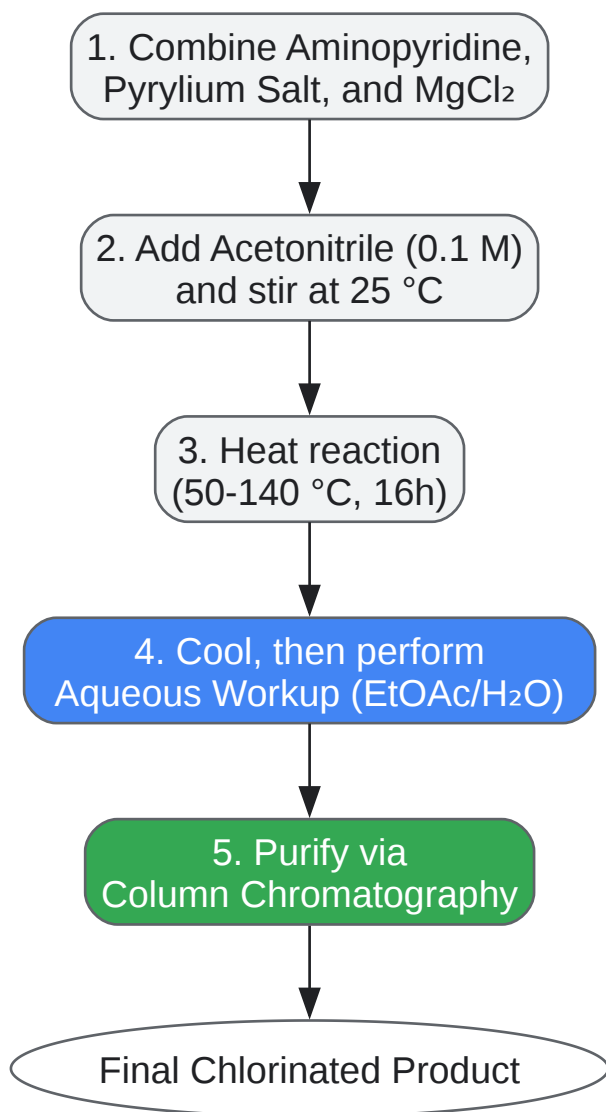 1. Combine Aminopyridine,
Pyrylium Salt, and MgCl₂
2. Add Acetonitrile (0.1 M)
and stir at 25 °C
3. Heat reaction
(50-140 °C, 16h)
4. Cool, then perform
Aqueous Workup (EtOAc/H₂O)
5. Purify via
Column Chromatography
Final Chlorinated Product